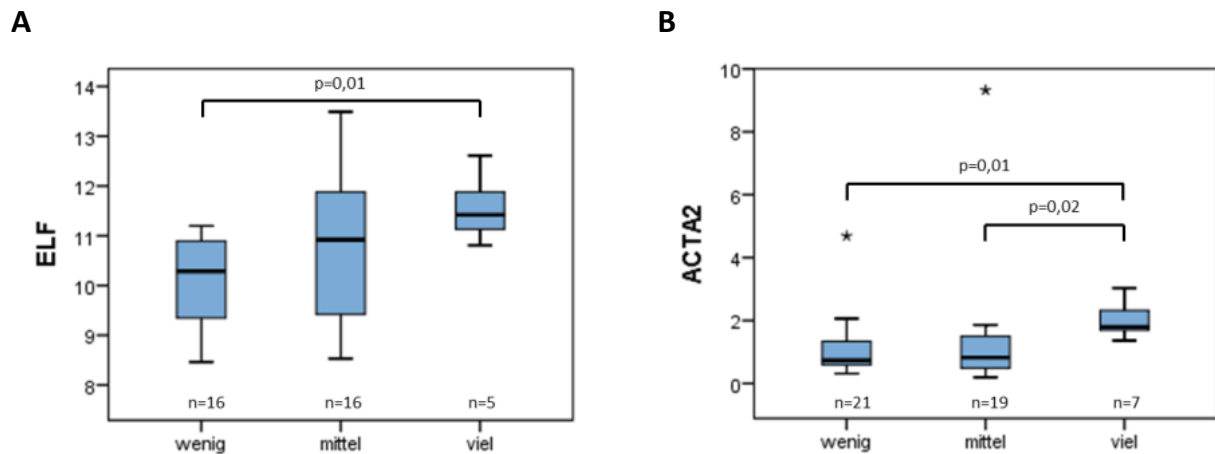 A
ELF
14
13
12
11
10
9
8
p=0,01
n=16
n=16
n=5
wenig
mittel
viel
B
ACTA2
10
8
6
4
2
0
*
*
p=0,01
p=0,02
n=21
n=19
n=7
wenig
mittel
viel